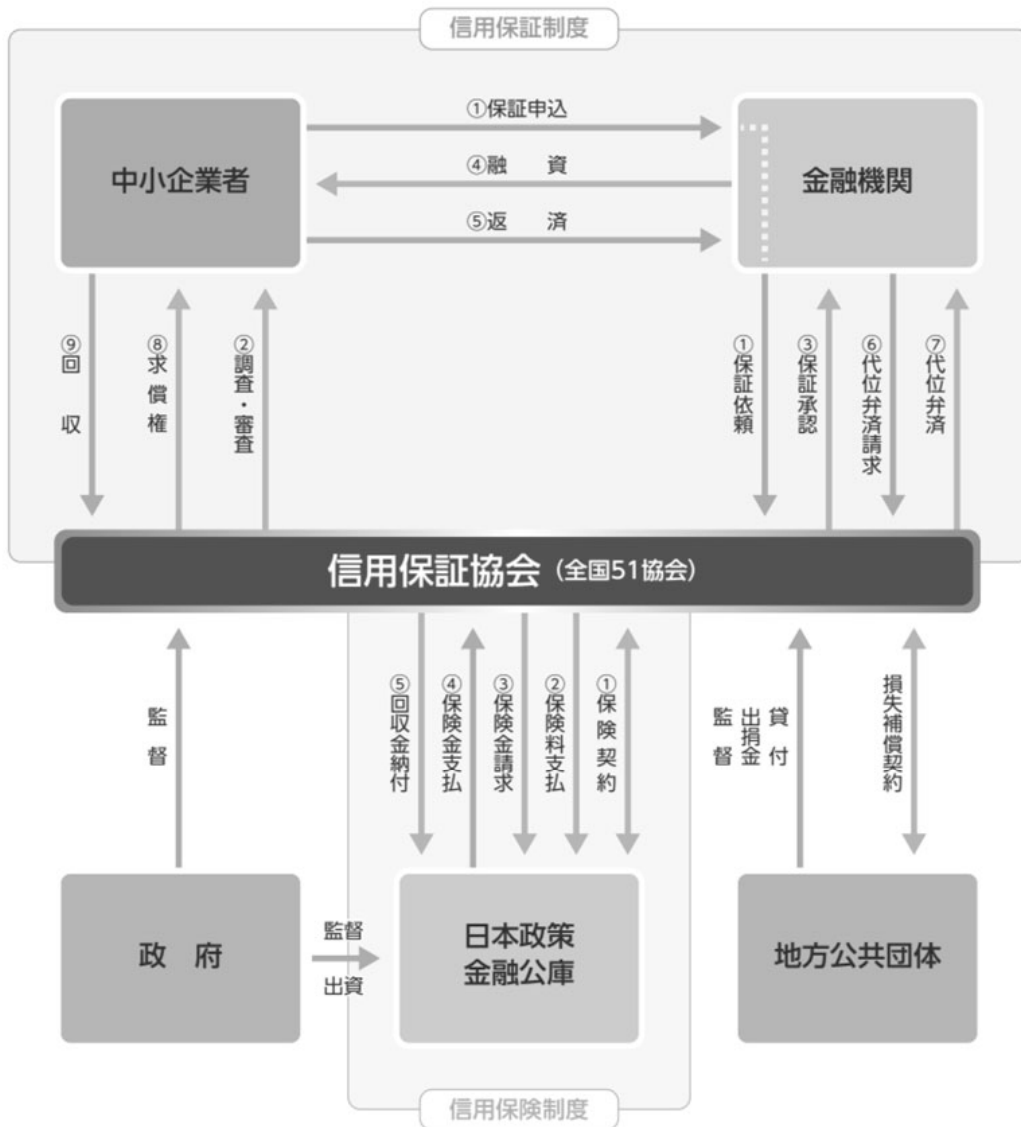 信用保証制度
中小企業者
①保証申込
④融　資
⑤返　済
金融機関
⑨回　収
⑧求償権
②調査・審査
①保証依頼
③保証承認
⑥代位弁済請求
⑦代位弁済
信用保証協会（全国51協会）
監督
⑤回収金納付
④保険金支払
③保険金請求
②保険料支払
①保険契約
貸付
出捐金
監督
損失補償契約
政　府
監督
出資
日本政策
金融公庫
地方公共団体
信用保険制度